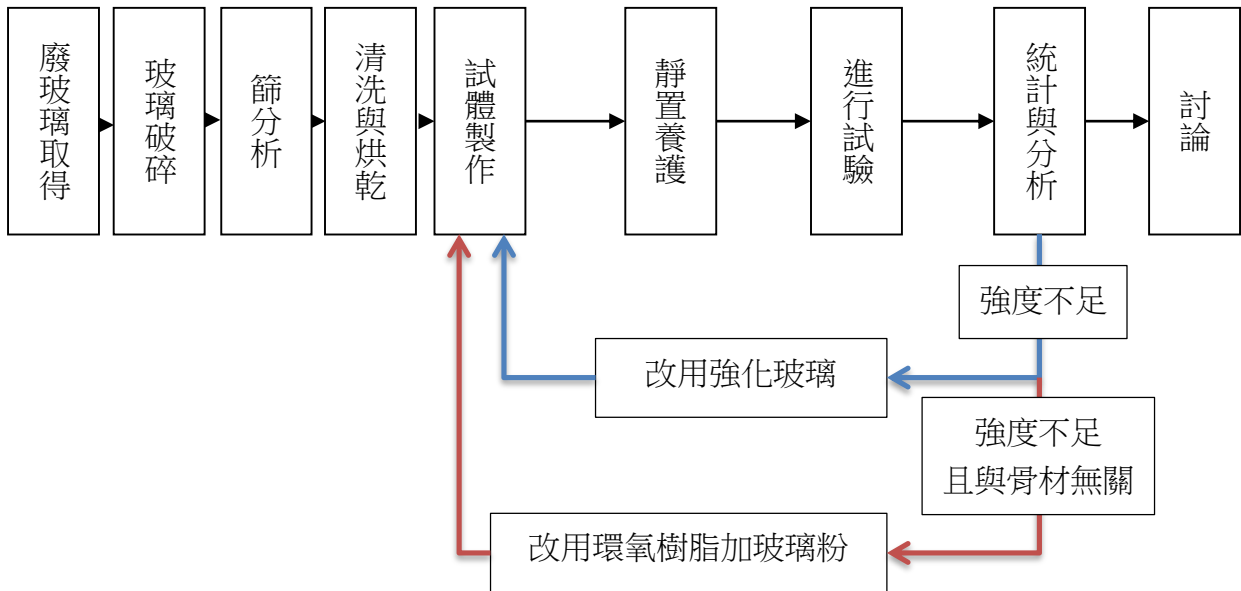 廢玻璃取得
玻璃破碎
篩分析
清洗與烘乾
試體製作
靜置養護
進行試驗
統計與分析
討論
強度不足
改用強化玻璃
強度不足
且與骨材無關
改用環氧樹脂加玻璃粉